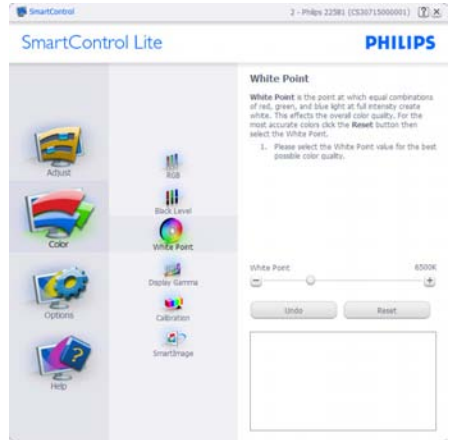 SmartControl
2 - Philips 225B1 (CS30715000001)
SmartControl Lite
PHILIPS
Adjust
Color
Options
Help
RGB
Black Level
White Point
Display Gamma
Calibration
SmartImage
White Point
White Point is the point at which equal combinations
of red, green, and blue light at full intensity create
white. This effects the overall color quality. For the
most accurate colors click the Reset button then
select the White Point.
1. Please select the White Point value for the best
possible color quality.
White Point
6500K
Undo
Reset